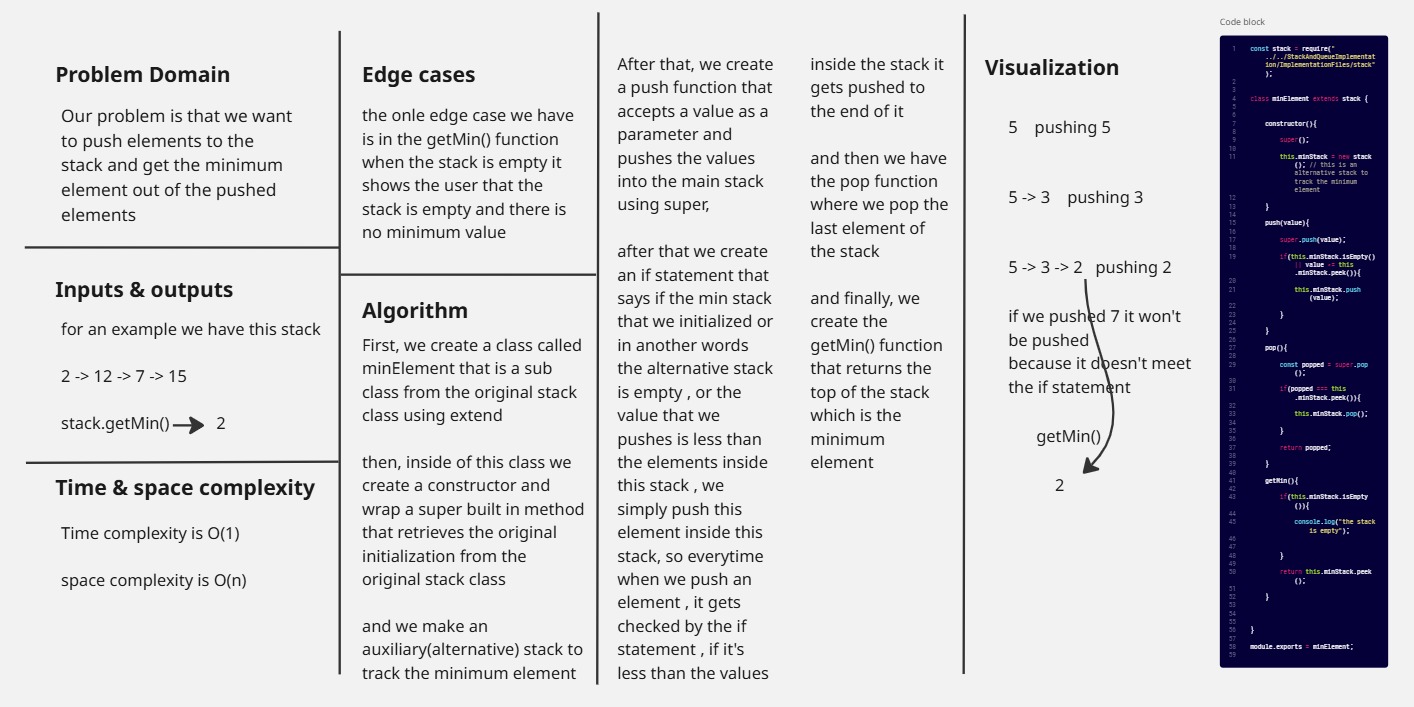 Problem Domain
Our problem is that we want
to push elements to the
stack and get the minimum
element out of the pushed
elements
Inputs & outputs
for an example we have this stack
2 -> 12 -> 7 -> 15
stack.getMin() 2
Time & space complexity
Time complexity is O(1)
space complexity is O(n)
Edge cases
the onle edge case we have
is in the getMin() function
when the stack is empty it
shows the user that the
stack is empty and there is
no minimum value
Algorithm
First, we create a class called
minElement that is a sub
class from the original stack
class using extend
then, inside of this class we
create a constructor and
wrap a super built in method
that retrieves the original
initialization from the
original stack class
and we make an
auxiliary(alternative) stack to
track the minimum element
After that, we create
a push function that
accepts a value as a
parameter and
pushes the values
into the main stack
using super,
after that we create
an if statement that
says if the min stack
that we initialized or
in another words
the alternative stack
is empty , or the
value that we
pushes is less than
the elements inside
this stack , we
simply push this
element inside this
stack, so everytime
when we push an
element , it gets
checked by the if
statement , if it's
less than the values
inside the stack it
gets pushed to
the end of it
and then we have
the pop function
where we pop the
last element of
the stack
and finally, we
create the
getMin() function
that returns the
top of the stack
which is the
minimum
element
Visualization
5 pushing 5
5 -> 3 pushing 3
5 -> 3 -> 2 pushing 2
if we pushed 7 it won't
be pushed
because it doesn't meet
the if statement
getMin()
2
Code block
1 const stack = require("
../../StackAndQueueImplementat
ion/ImplementationFiles/stack"
);
2
3
4 class minElement extends stack {
5
6
7 constructor(){
8
9 super();
10
11 this.minStack = new stack
(); // this is an
alternative stack to
track the minimum
element
12
13 }
14
15 push(value){
16
17 super.push(value);
18
19 if(this.minStack.isEmpty()
|| value <= this
.minStack.peek()){
20
21 this.minStack.push
(value);
22
23 }
24
25 }
26
27 pop(){
28
29 const popped = super.pop
();
30
31 if(popped === this
.minStack.peek()){
32
33 this.minStack.pop();
34
35 }
36
37 return popped;
38
39 }
40
41 getMin(){
42
43 if(this.minStack.isEmpty
()){
44
45 console.log("the stack
is empty");
46
47
48 }
49
50 return this.minStack.peek
();
51
52 }
53
54
55
56 }
57
58 module.exports = minElement;
59